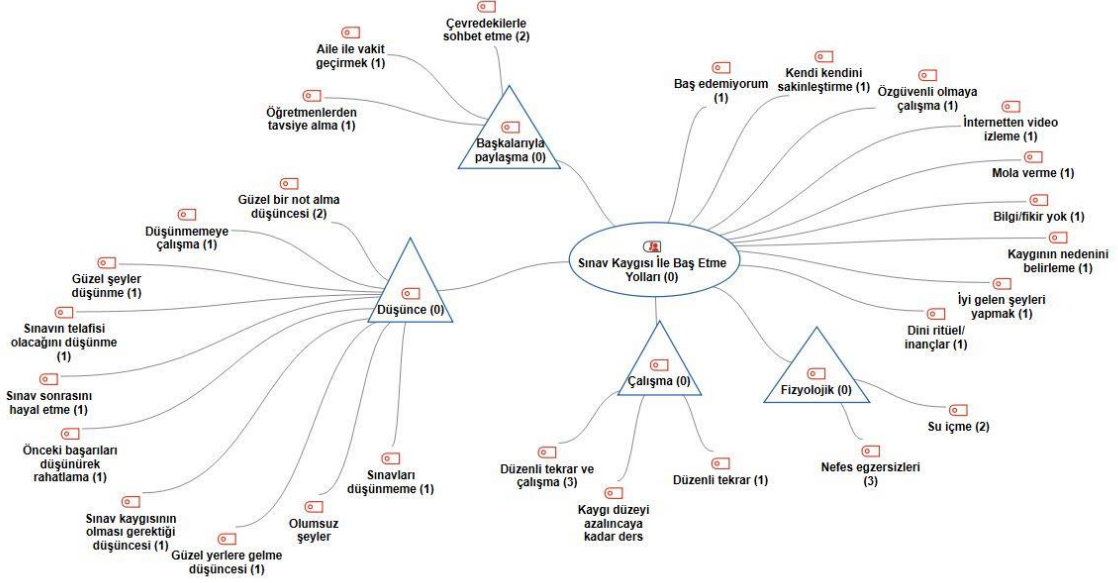 Çevredekilerle
sohbet etme (2)
Aile ile vakit
geçirmek (1)
Öğretmenlerden
tavsiye alma (1)
Başkalarıyla
paylaşma (0)
Baş edemiyorum
(1)
Kendi kendini
sakinleştirme (1)
Özgüvenli olmaya
çalışma (1)
İnternetten video
izleme (1)
Mola verme (1)
Bilgi/fikir yok (1)
Kaygının nedenini
belirleme (1)
İyi gelen şeyleri
yapmak (1)
Dini ritüel/
inançlar (1)
Sınav Kaygısı İle Baş Etme
Yolları (0)
Güzel bir not alma
düşüncesi (2)
Düşünmemeye
çalışma (1)
Güzel şeyler
düşünme (1)
Sınavın telafisi
olacağını düşünme
(1)
Sınav sonrasını
hayal etme (1)
Önceki başarıları
düşünürek
rahatlama (1)
Sınav kaygısının
olması gerektiği
düşüncesi (1)
Güzel yerlere gelme
düşüncesi (1)
Olumsuz
şeyler
Sınavları
düşünmeme (1)
Düşünce (0)
Çalışma (0)
Düzenli tekrar ve
çalışma (3)
Kaygı düzeyi
azalıncaya
kadar ders
Düzenli tekrar (1)
Fizyolojik (0)
Su içme (2)
Nefes egzersizleri
(3)